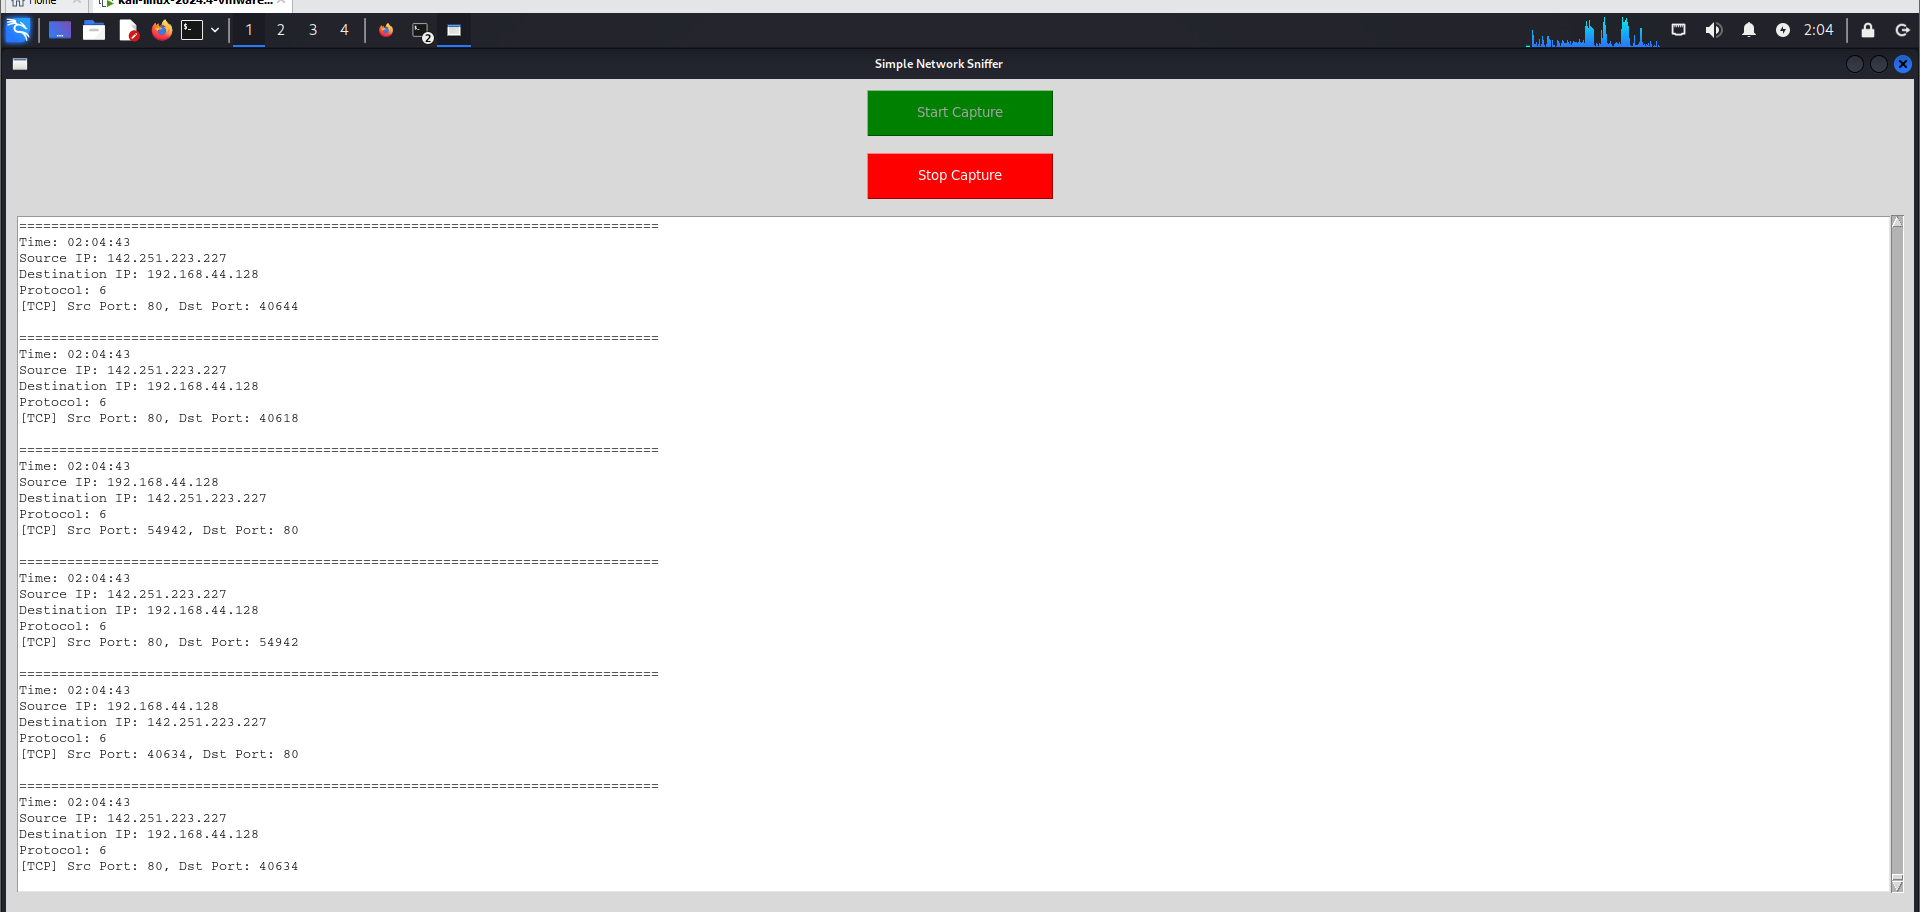 Home
kali-linux-2024.4-vmware...
1 2 3 4 2 2:04
Simple Network Sniffer
Start Capture
Stop Capture
================================================================================
Time: 02:04:43
Source IP: 142.251.223.227
Destination IP: 192.168.44.128
Protocol: 6
[TCP] Src Port: 80, Dst Port: 40644
================================================================================
Time: 02:04:43
Source IP: 142.251.223.227
Destination IP: 192.168.44.128
Protocol: 6
[TCP] Src Port: 80, Dst Port: 40618
================================================================================
Time: 02:04:43
Source IP: 192.168.44.128
Destination IP: 142.251.223.227
Protocol: 6
[TCP] Src Port: 54942, Dst Port: 80
================================================================================
Time: 02:04:43
Source IP: 142.251.223.227
Destination IP: 192.168.44.128
Protocol: 6
[TCP] Src Port: 80, Dst Port: 54942
================================================================================
Time: 02:04:43
Source IP: 192.168.44.128
Destination IP: 142.251.223.227
Protocol: 6
[TCP] Src Port: 40634, Dst Port: 80
================================================================================
Time: 02:04:43
Source IP: 142.251.223.227
Destination IP: 192.168.44.128
Protocol: 6
[TCP] Src Port: 80, Dst Port: 40634